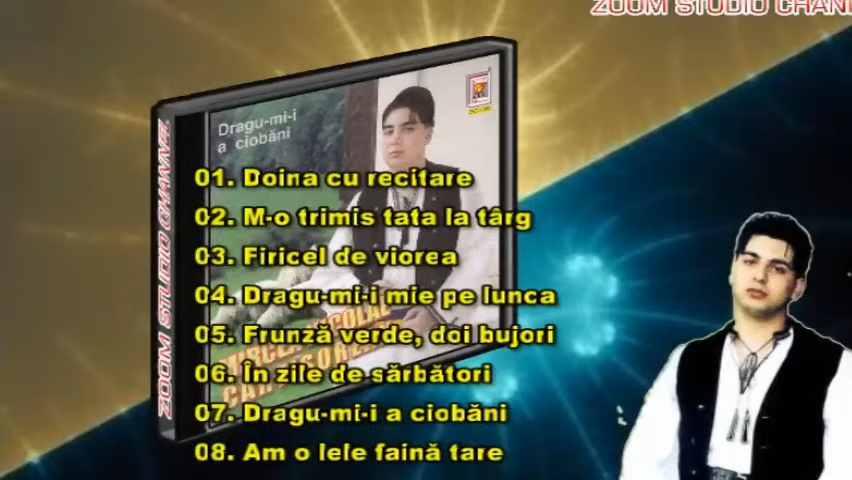 ZOOM STUDIO CHAN
Dragu-mi-i
a ciobăni
ZOOM STUDIO CHANNEL
01. Doina cu recitare
02. M-o trimis tata la târg
03. Firicel de viorea
04. Dragu-mi-i mie pe lunca
05. Frunză verde, doi bujori
06. În zile de sărbători
07. Dragu-mi-i a ciobăni
08. Am o lele faină tare